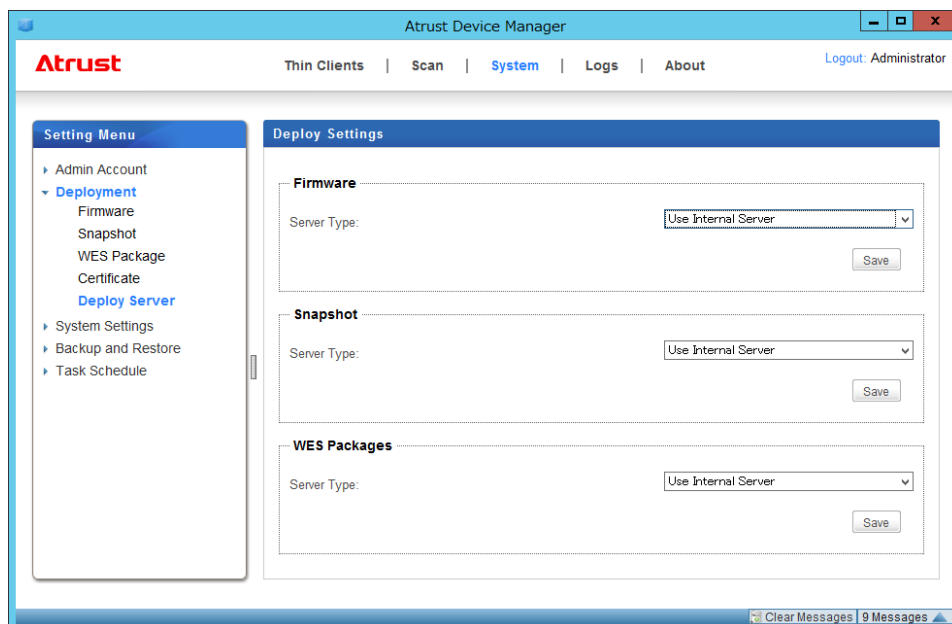 Atrust Device Manager
Atrust
Thin Clients | Scan | System | Logs | About
Logout: Administrator
Setting Menu
Admin Account
Deployment
Firmware
Snapshot
WES Package
Certificate
Deploy Server
System Settings
Backup and Restore
Task Schedule
Deploy Settings
Firmware
Server Type: Use Internal Server
Save
Snapshot
Server Type: Use Internal Server
Save
WES Packages
Server Type: Use Internal Server
Save
Clear Messages 9 Messages